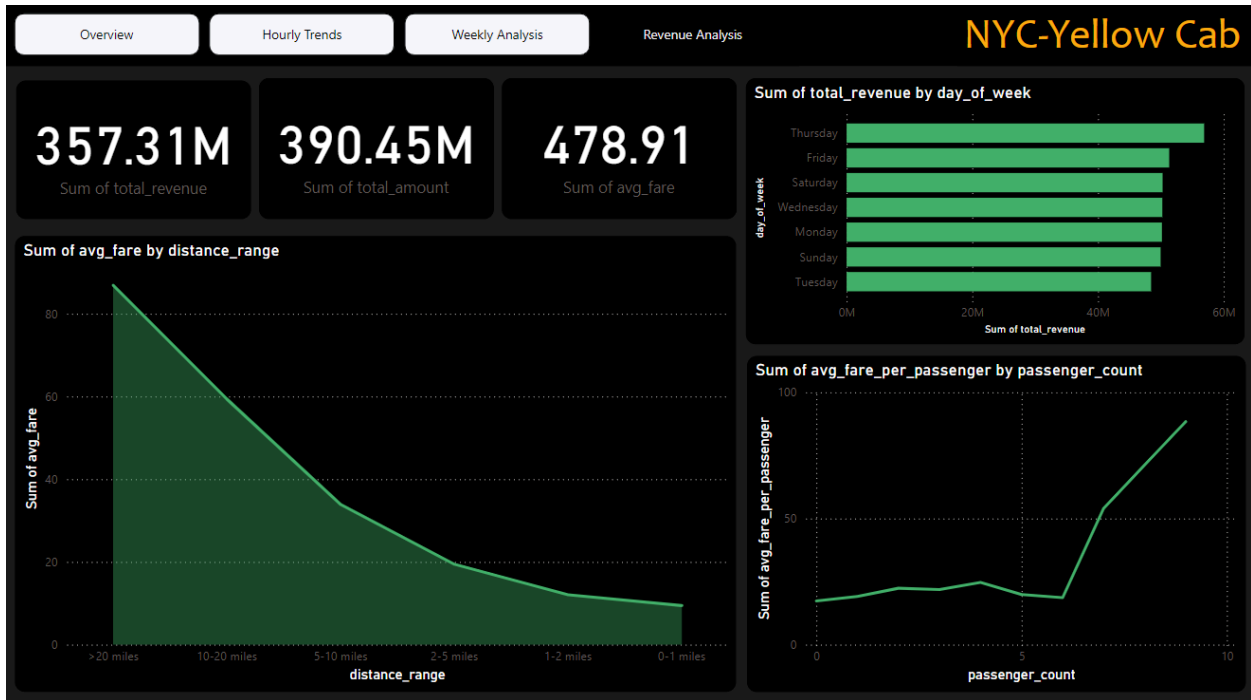 Overview
Hourly Trends
Weekly Analysis
Revenue Analysis
NYC-Yellow Cab
357.31M
Sum of total_revenue
390.45M
Sum of total_amount
478.91
Sum of avg_fare
Sum of total_revenue by day_of_week
day_of_week
Thursday
Friday
Saturday
Wednesday
Monday
Sunday
Tuesday
0M
20M
40M
60M
Sum of total_revenue
Sum of avg_fare by distance_range
Sum of avg_fare
80
60
40
20
0
>20 miles
10-20 miles
5-10 miles
2-5 miles
1-2 miles
0-1 miles
distance_range
Sum of avg_fare_per_passenger by passenger_count
Sum of avg_fare_per_passenger
100
50
0
0
5
10
passenger_count